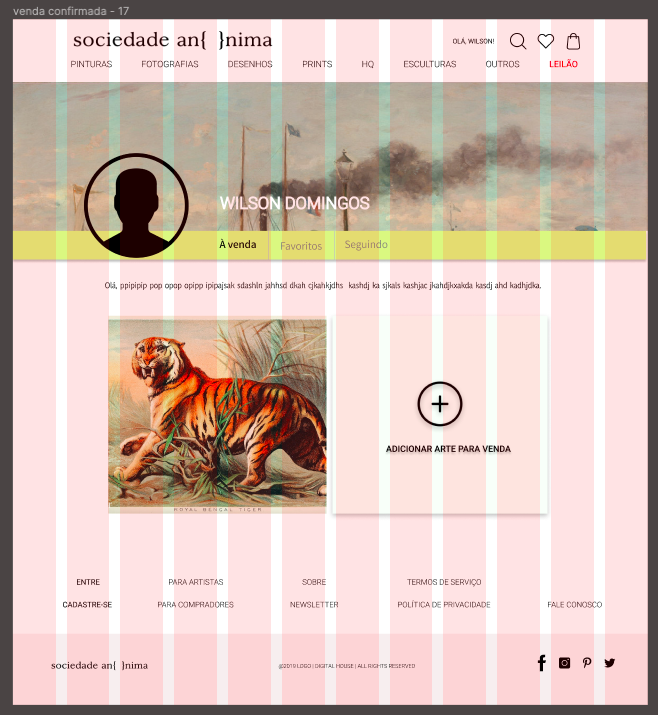 venda confirmada - 17
sociedade an{ }nima
OLÁ, WILSON!
PINTURAS FOTOGRAFIAS DESENHOS PRINTS HQ ESCULTURAS OUTROS LEILÃO
WILSON DOMINGOS
À venda Favoritos Seguindo
Olá, ppipipip pop opop opipp ipipajsak sdashln jahhsd dkah cjkahkjdhs kashdj ka sjkals kashjac jkahdjkxakda kasdj ahd kadhjdka.
ROYAL BENGAL TIGER
ADICIONAR ARTE PARA VENDA
ENTRE PARA ARTISTAS SOBRE TERMOS DE SERVIÇO
CADASTRE-SE PARA COMPRADORES NEWSLETTER POLÍTICA DE PRIVACIDADE FALE CONOSCO
sociedade an{ }nima
@2019 LOGO | DIGITAL HOUSE | ALL RIGHTS RESERVED